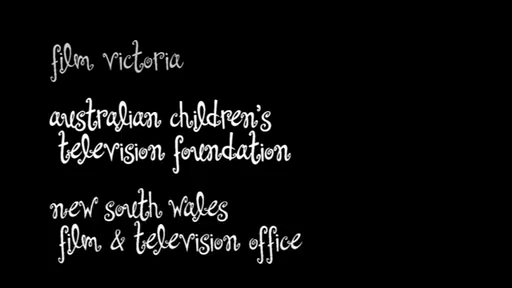 film victoria
australian children's
television foundation
new south wales
film & television office